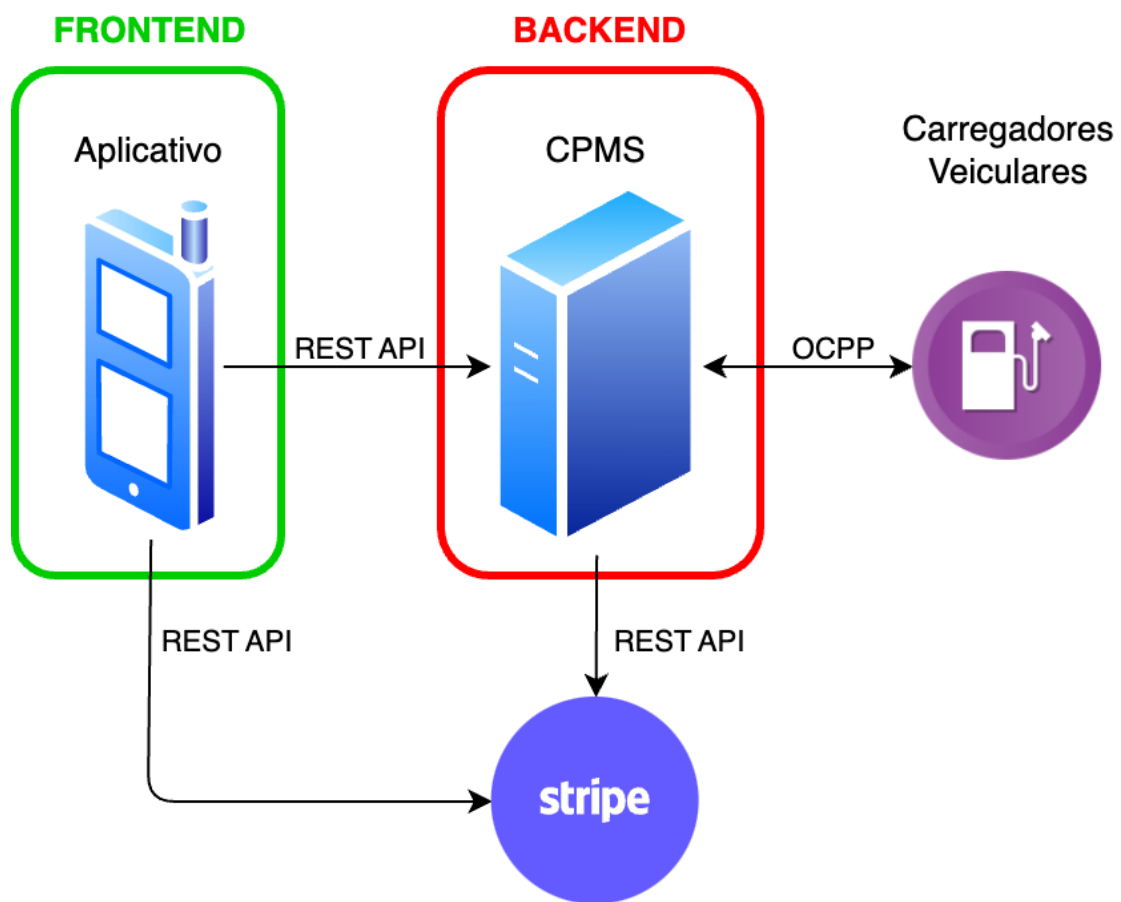 FRONTEND
BACKEND
Aplicativo
CPMS
Carregadores
Veiculares
REST API
OCPP
REST API
REST API
stripe